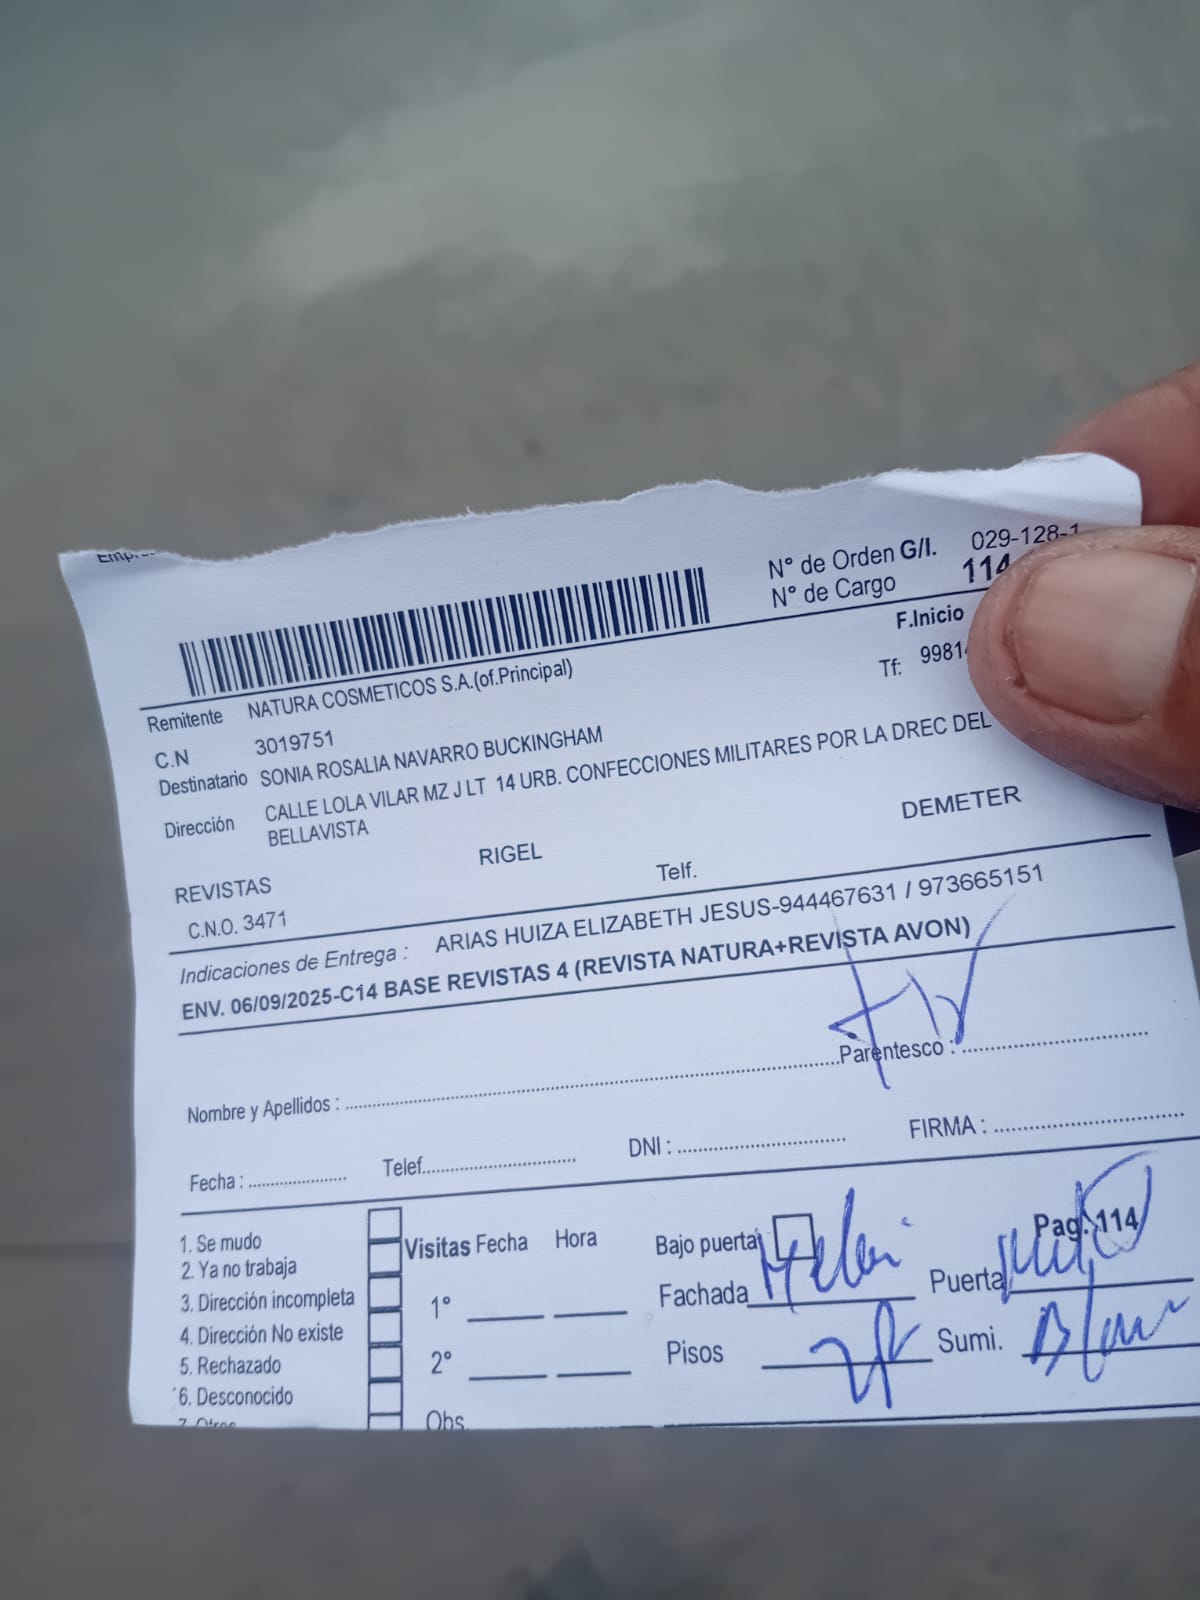 N° de Orden G/I. 029-128-1
N° de Cargo 114
F.Inicio
Tf: 9981
Remitente NATURA COSMETICOS S.A.(of.Principal)
C.N 3019751
Destinatario SONIA ROSALIA NAVARRO BUCKINGHAM
Dirección CALLE LOLA VILAR MZ J LT 14 URB. CONFECCIONES MILITARES POR LA DREC DEL
BELLAVISTA
REVISTAS RIGEL DEMETER
C.N.O. 3471 Telf.
Indicaciones de Entrega : ARIAS HUIZA ELIZABETH JESUS-944467631 / 973665151
ENV. 06/09/2025-C14 BASE REVISTAS 4 (REVISTA NATURA+REVISTA AVON)
Nombre y Apellidos : Parentesco :
Fecha : Telef. DNI : FIRMA :
Pag. 114
1. Se mudo
2. Ya no trabaja
3. Dirección incompleta
4. Dirección No existe
5. Rechazado
6. Desconocido
7. Otros
Visitas Fecha Hora
1°
2°
Obs.
Bajo puerta
Fachada Puerta
Pisos Sumi.